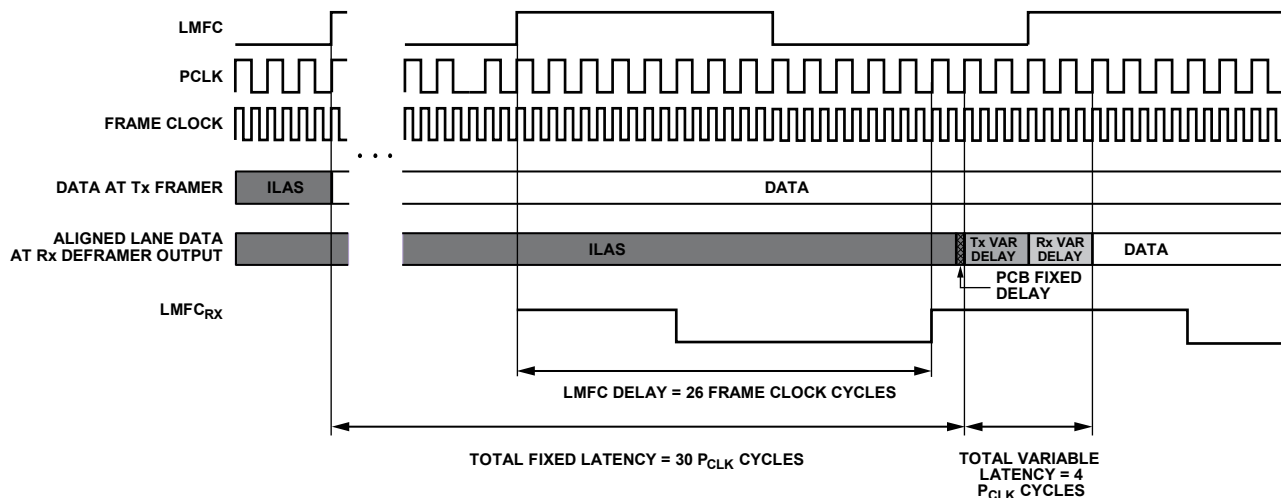 LMFC
PCLK
FRAME CLOCK
. . .
DATA AT Tx FRAMER
ILAS
DATA
ALIGNED LANE DATA
AT Rx DEFRAMER OUTPUT
ILAS
Tx VAR
DELAY
Rx VAR
DELAY
DATA
PCB FIXED
DELAY
LMFCRX
LMFC DELAY = 26 FRAME CLOCK CYCLES
TOTAL FIXED LATENCY = 30 PCLK CYCLES
TOTAL VARIABLE
LATENCY = 4
PCLK CYCLES